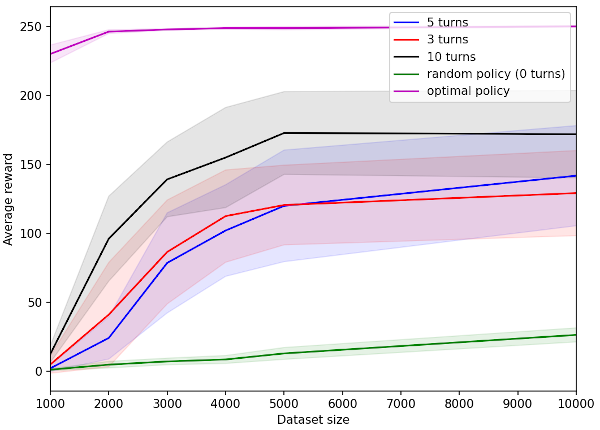 250
200
150
100
50
0
Average reward
5 turns
3 turns
10 turns
random policy (0 turns)
optimal policy
1000 2000 3000 4000 5000 6000 7000 8000 9000 10000
Dataset size